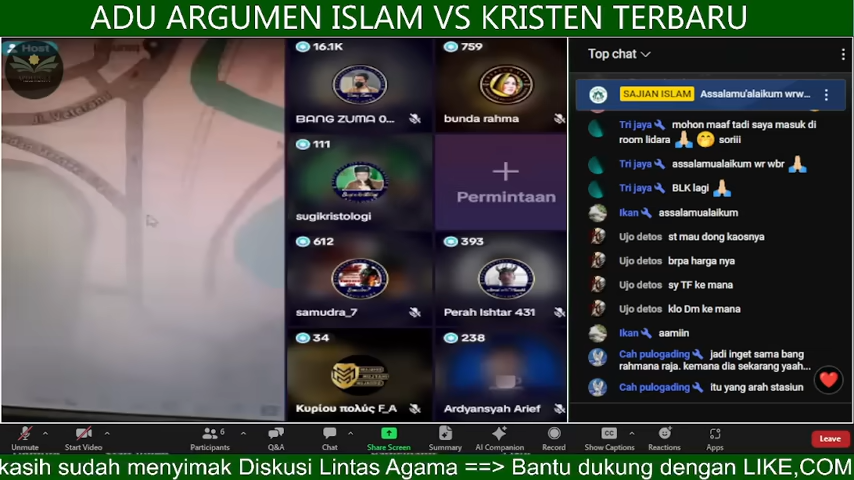 ADU ARGUMEN ISLAM VS KRISTEN TERBARU
Host
Jl. Veteran
16.1K
BANG ZUMA 0...
759
bunda rahma
111
sugikristologi
Permintaan
612
samudra_7
393
Perah Ishtar 431
34
Κυρίου πολύς F_A
238
Ardyansyah Arief
Top chat
SAJIAN ISLAM Assalamu'alaikum wrw...
Tri jaya mohon maaf tadi saya masuk di
room lidara 🙏 🤭 soriii
Tri jaya assalamualaikum wr wbr 🙏
Tri jaya BLK lagi 🙏
Ikan assalamualaikum
Ujo detos st mau dong kaosnya
Ujo detos brpa harga nya
Ujo detos sy TF ke mana
Ujo detos klo Dm ke mana
Ikan aamiin
Cah pulogading jadi inget sama bang
rahmana raja. kemana dia sekarang yaah...
Cah pulogading itu yang arah stasiun
Unmute
Start Video
6
Participants
Q&A
Chat
Share Screen
Summary
AI Companion
Record
CC
Show Captions
Reactions
Apps
Leave
kasih sudah menyimak Diskusi Lintas Agama ==> Bantu dukung dengan LIKE,COM